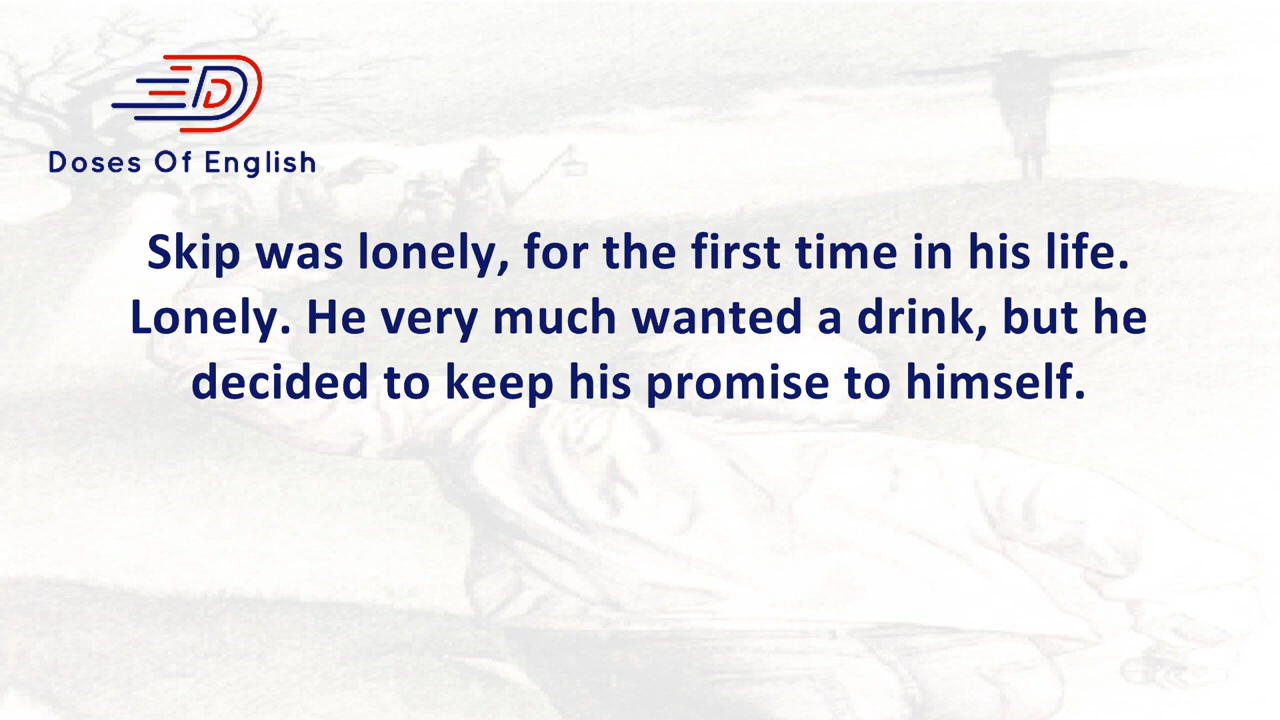 Doses Of English
Skip was lonely, for the first time in his life.
Lonely. He very much wanted a drink, but he
decided to keep his promise to himself.